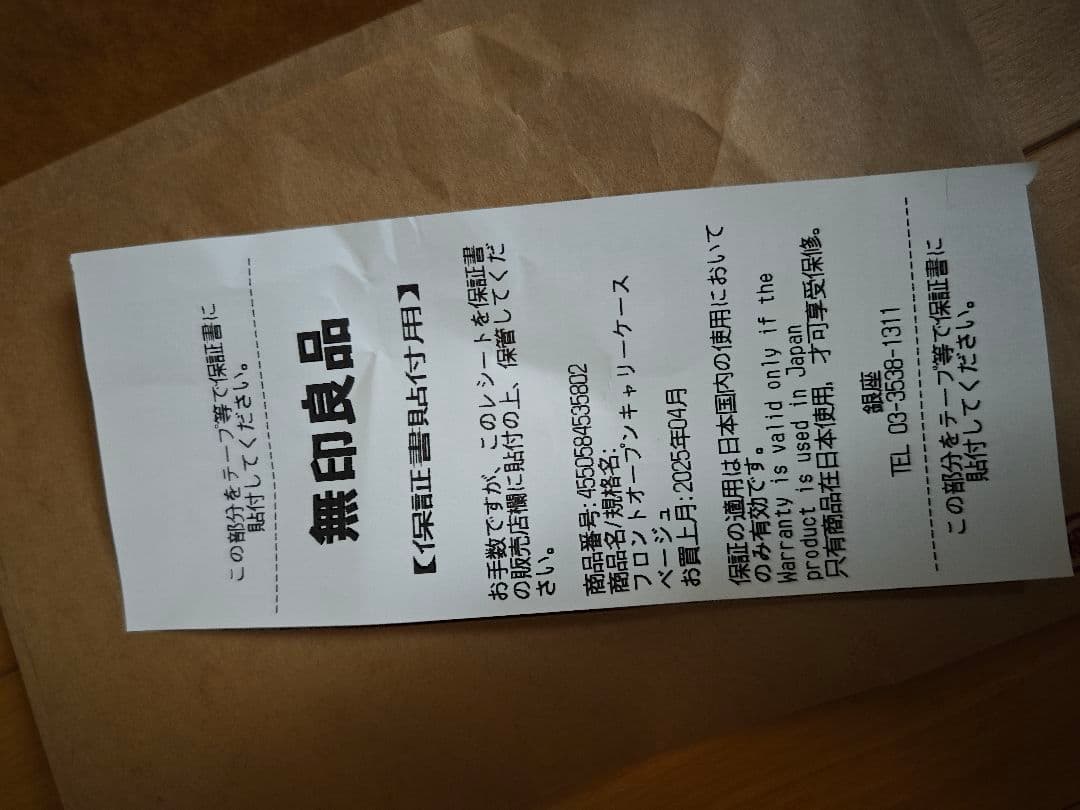 この部分をテープ等で保証書に
貼付してください。
無印良品
【保証書貼付用】
お手数ですが、このレシートを保証書
の販売店欄に貼付の上、保管してくだ
さい。
商品番号:4550584535802
商品名/規格名:
フロントオープンキャリーケース
ベージュ
お買上月:2025年04月
保証の適用は日本国内の使用において
のみ有効です。
Warranty is valid only if the
product is used in Japan
只有商品在日本使用，才可享受保修。
銀座
TEL 03-3538-1311
この部分をテープ等で保証書に
貼付してください。